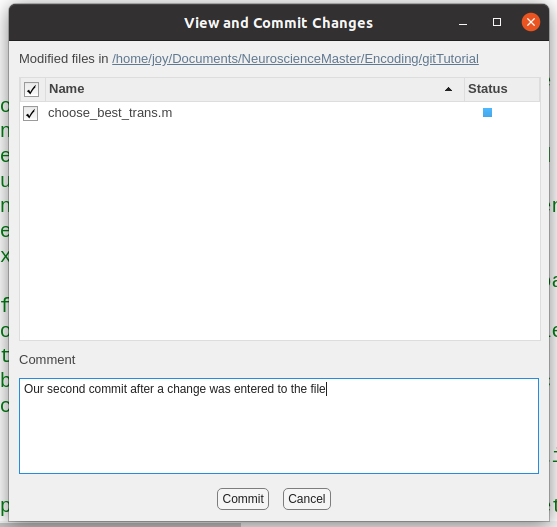 View and Commit Changes
Modified files in /home/joy/Documents/NeuroscienceMaster/Encoding/gitTutorial
Name Status
choose_best_trans.m
Comment
Our second commit after a change was entered to the file
Commit Cancel